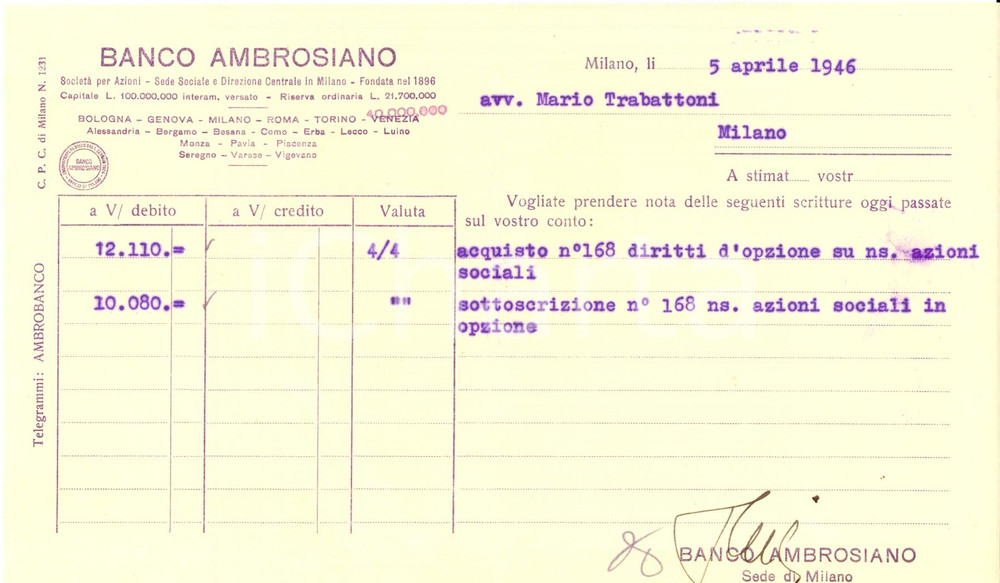 BANCO AMBROSIANO
Società per Azioni - Sede Sociale e Direzione Centrale in Milano - Fondata nel 1896
Capitale L. 100.000.000 interam. versato - Riserva ordinaria L. 21.700.000
40.000.000
BOLOGNA - GENOVA - MILANO - ROMA - TORINO - VENEZIA
Alessandria - Bergamo - Besana - Como - Erba - Lecco - Luino
Monza - Pavia - Piacenza
Seregno - Varese - Vigevano
BANCO AMBROSIANO
C. P. C. di Milano N. 1231
Telegrammi: AMBROBANCO
Milano, li 5 aprile 1946
avv. Mario Trabattoni
Milano
A stimat vostr
Vogliate prendere nota delle seguenti scritture oggi passate
sul vostro conto:
a V/ debito a V/ credito Valuta
12.110.= 4/4 acquisto n°168 diritti d'opzione su ns. azioni
sociali
10.080.= "" sottoscrizione n° 168 ns. azioni sociali in
opzione
BANCO AMBROSIANO
Sede di Milano